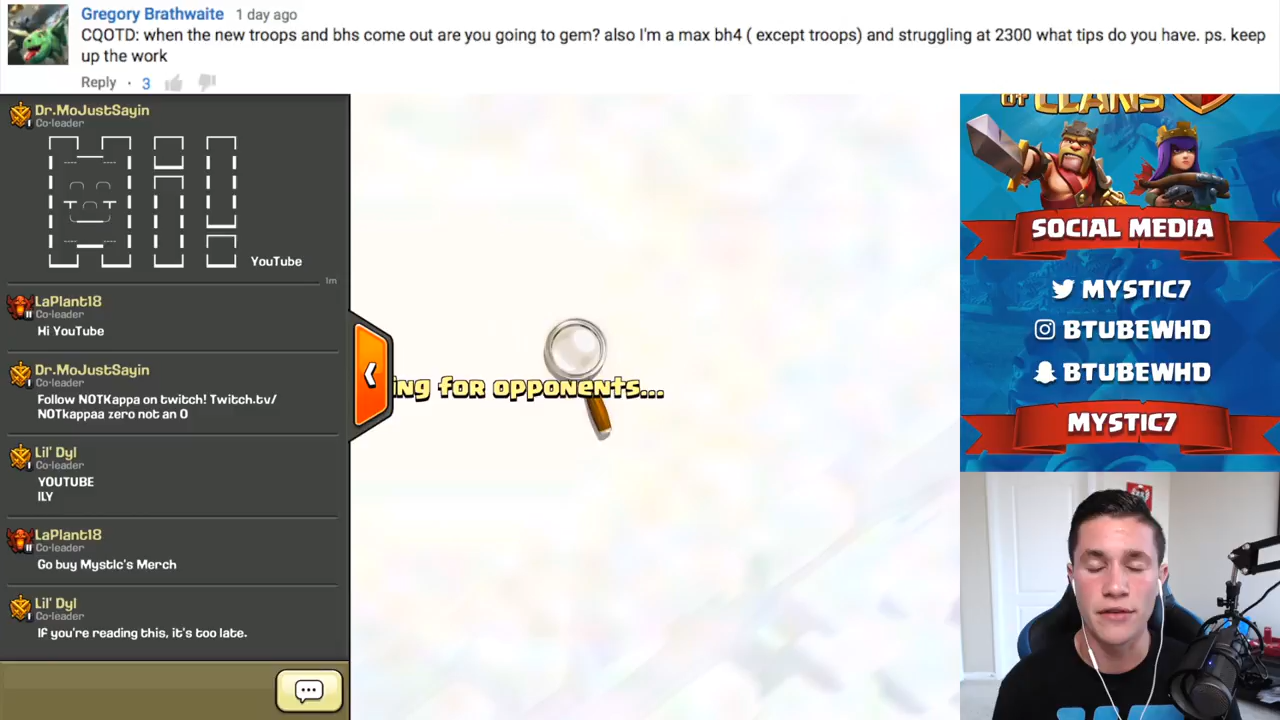 Gregory Brathwaite 1 day ago
CQOTD: when the new troops and bhs come out are you going to gem? also I'm a max bh4 ( except troops) and struggling at 2300 what tips do you have. ps. keep
up the work
Reply · 3
Dr.MoJustSayin
Co-leader
YouTube
1m
LaPlant18
Co-leader
Hi YouTube
Dr.MoJustSayin
Co-leader
Follow NOTKappa on twitch! Twitch.tv/
NOTkappaa zero not an O
Lil' Dyl
Co-leader
YOUTUBE
ILY
LaPlant18
Co-leader
Go buy Mystic's Merch
Lil' Dyl
Co-leader
If you're reading this, it's too late.
ing for opponents...
OF CLANS
SOCIAL MEDIA
MYSTIC7
BTUBEWHD
BTUBEWHD
MYSTIC7